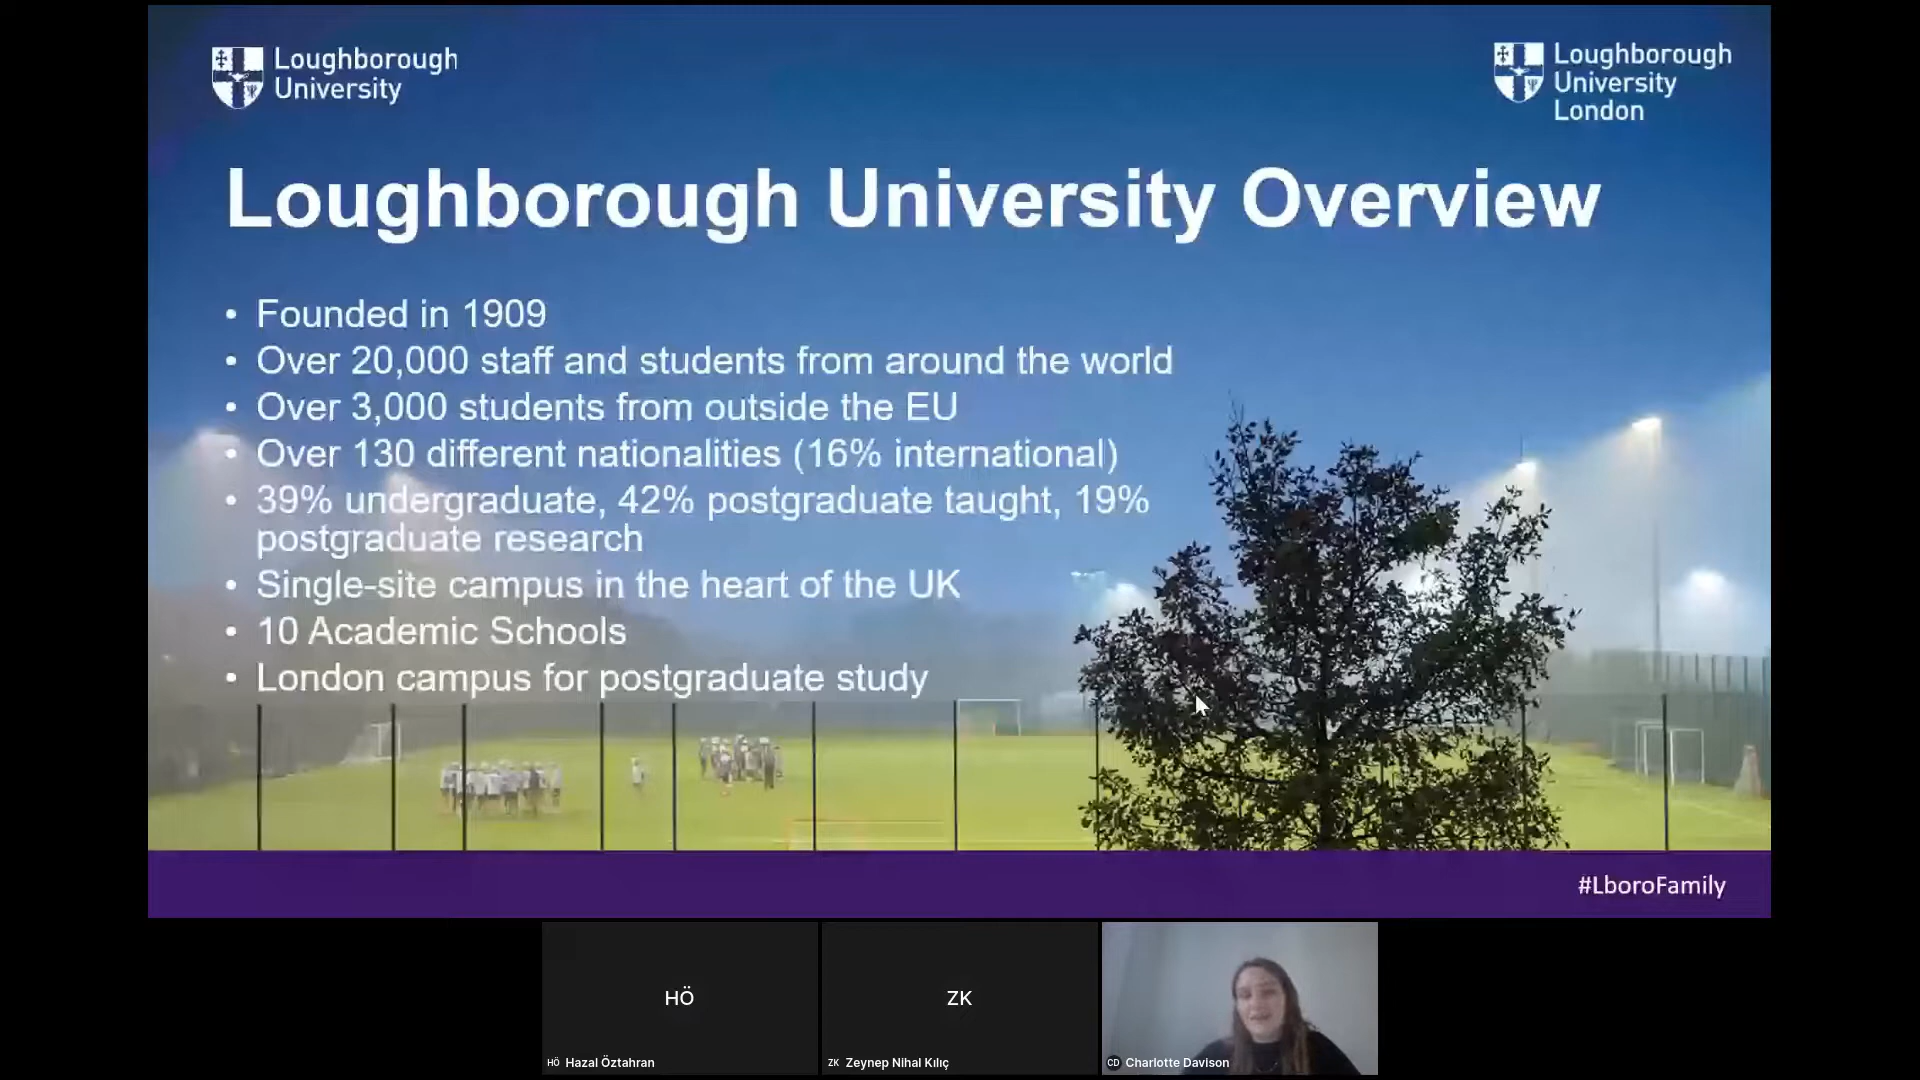 Loughborough
University
Loughborough
University
London
Loughborough University Overview
• Founded in 1909
• Over 20,000 staff and students from around the world
• Over 3,000 students from outside the EU
• Over 130 different nationalities (16% international)
• 39% undergraduate, 42% postgraduate taught, 19%
postgraduate research
• Single-site campus in the heart of the UK
• 10 Academic Schools
• London campus for postgraduate study
#LboroFamily
HÖ
ZK
HÖ Hazal Öztahran
ZK Zeynep Nihal Kılıç
CD Charlotte Davison